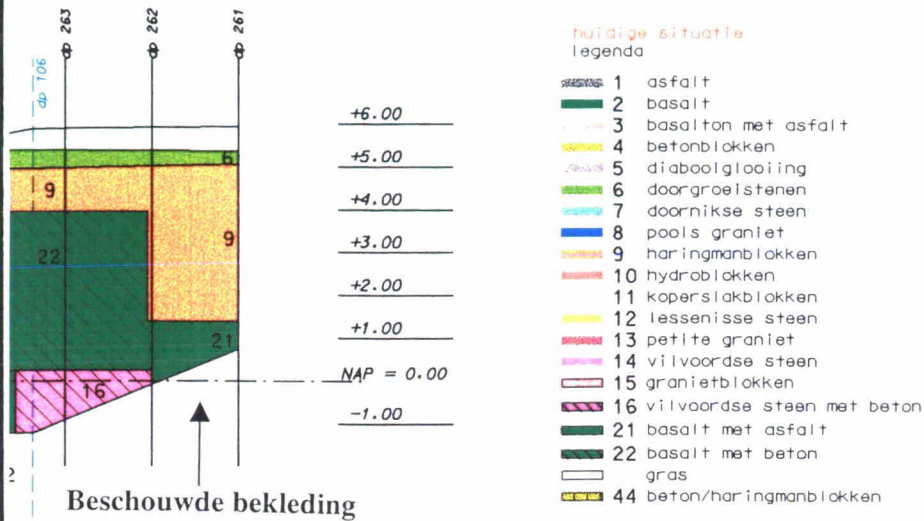 dp 263
dp 262
dp 261
dp 106
+6.00
+5.00
+4.00
+3.00
+2.00
+1.00
NAP = 0.00
-1.00
6
9
9
22
21
16
2
Beschouwde bekleding
huidige situatie
legenda
1 asfalt
2 basalt
3 basalton met asfalt
4 betonblokken
5 diaboolglooiing
6 doorgroeistenen
7 doornikse steen
8 pools graniet
9 haringmanblokken
10 hydroblokken
11 koperslakblokken
12 lessenisse steen
13 petite graniet
14 vilvoordse steen
15 granietblokken
16 vilvoordse steen met beton
21 basalt met asfalt
22 basalt met beton
gras
44 beton/haringmanblokken